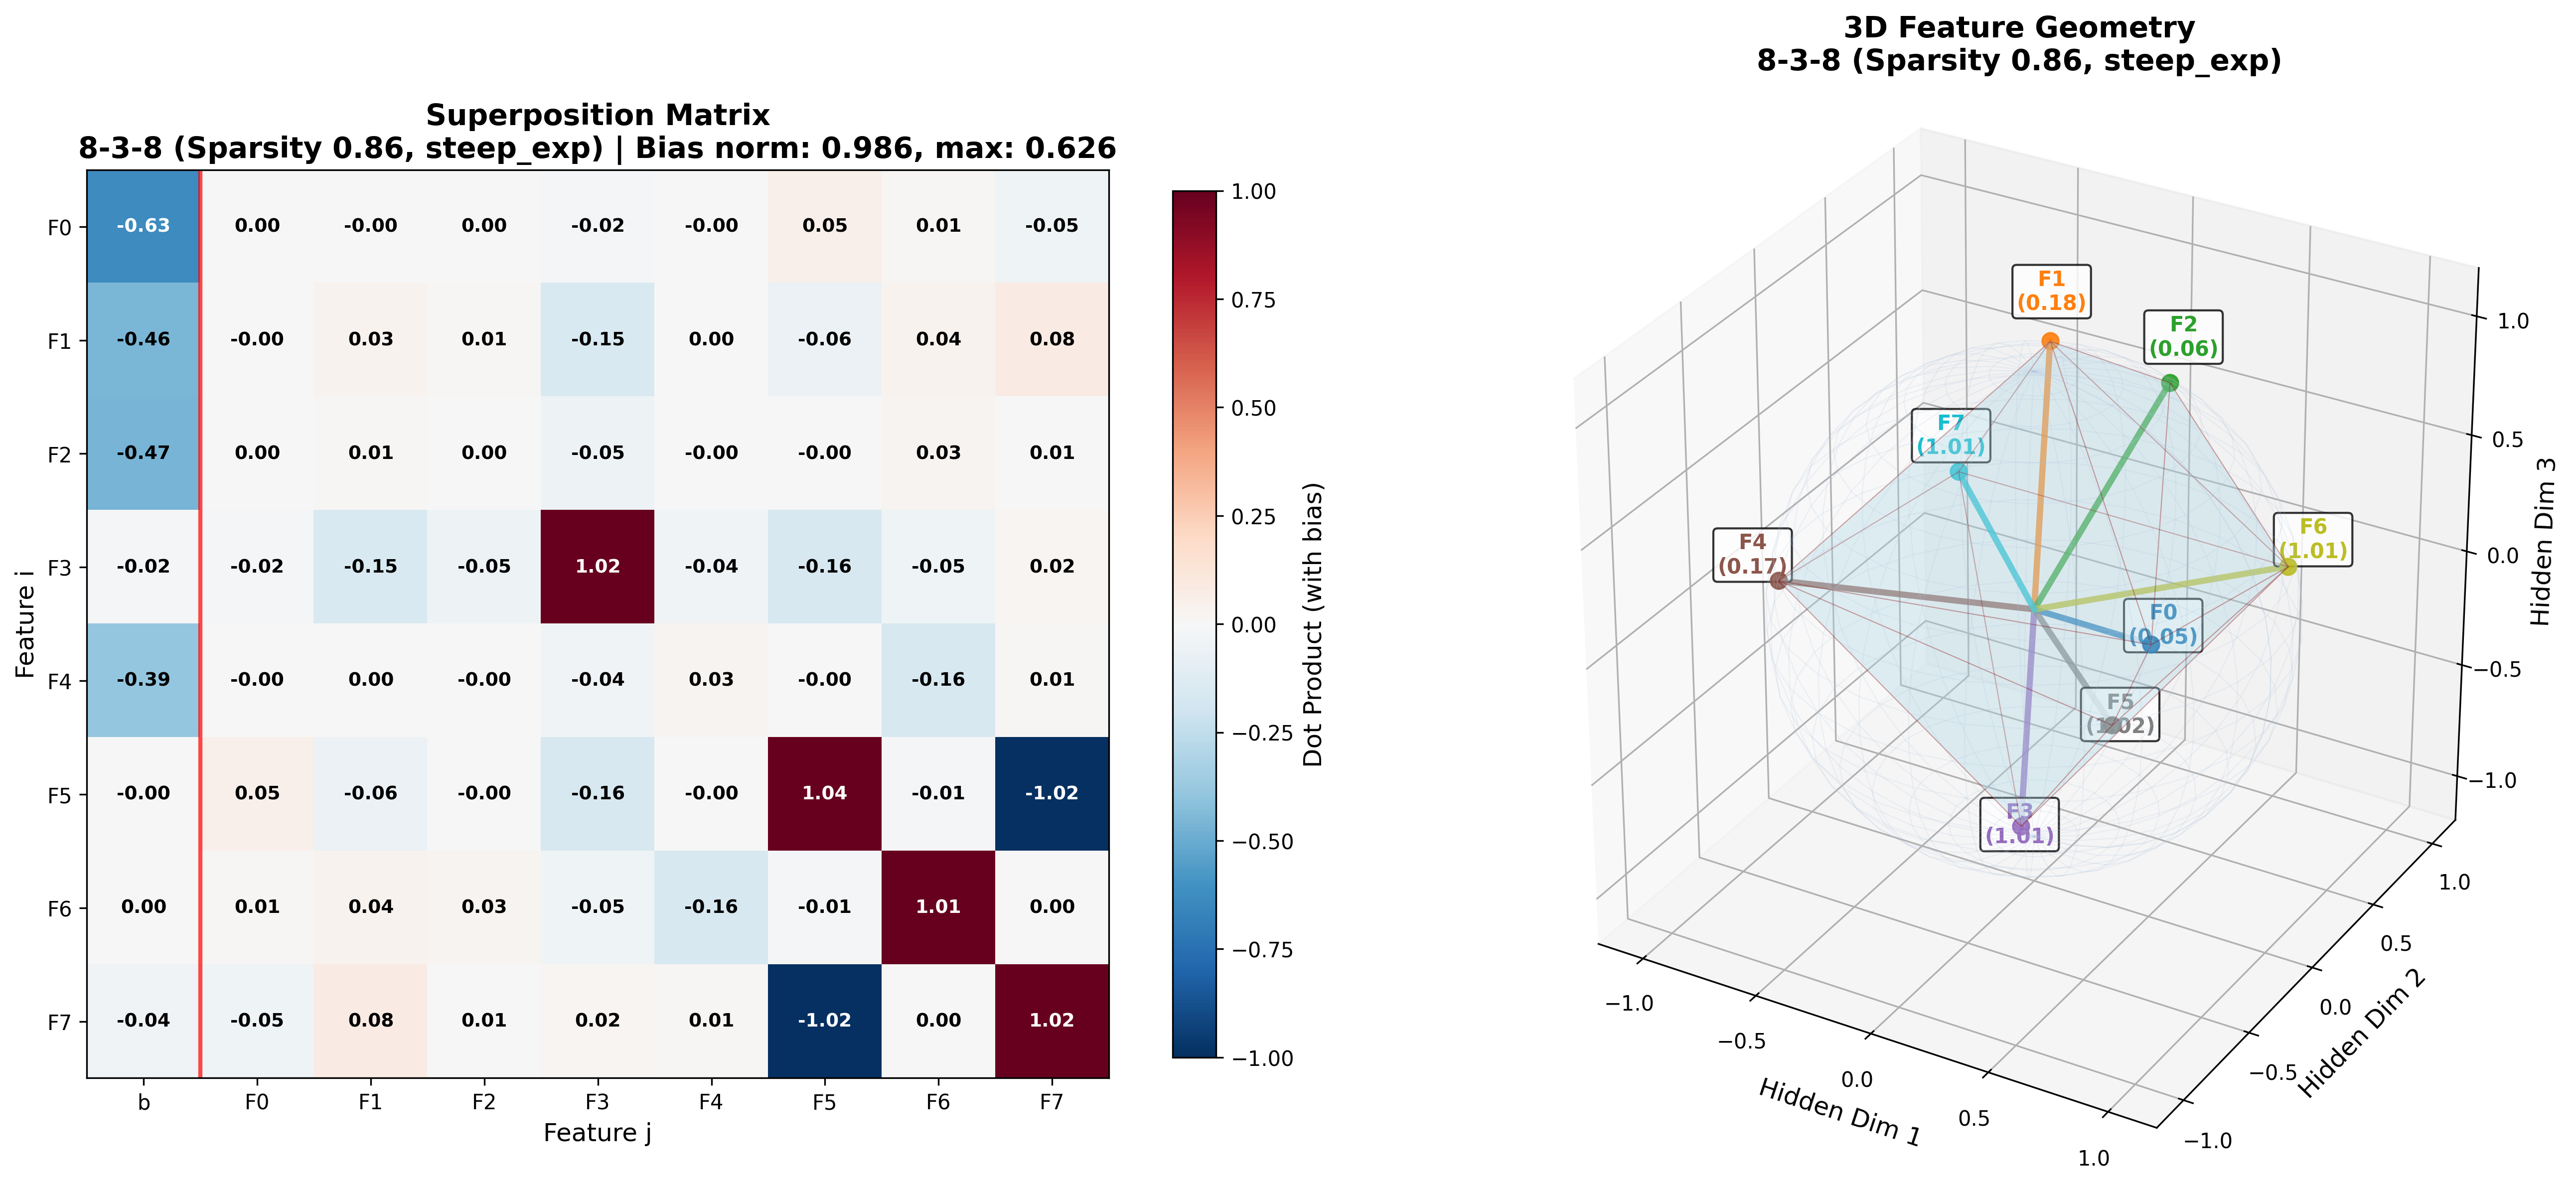 Superposition Matrix
8-3-8 (Sparsity 0.86, steep_exp) | Bias norm: 0.986, max: 0.626
Feature i
F0 -0.63 0.00 -0.00 0.00 -0.02 -0.00 0.05 0.01 -0.05
F1 -0.46 -0.00 0.03 0.01 -0.15 0.00 -0.06 0.04 0.08
F2 -0.47 0.00 0.01 0.00 -0.05 -0.00 -0.00 0.03 0.01
F3 -0.02 -0.02 -0.15 -0.05 1.02 -0.04 -0.16 -0.05 0.02
F4 -0.39 -0.00 0.00 -0.00 -0.04 0.03 -0.00 -0.16 0.01
F5 -0.00 0.05 -0.06 -0.00 -0.16 -0.00 1.04 -0.01 -1.02
F6 0.00 0.01 0.04 0.03 -0.05 -0.16 -0.01 1.01 0.00
F7 -0.04 -0.05 0.08 0.01 0.02 0.01 -1.02 0.00 1.02
b F0 F1 F2 F3 F4 F5 F6 F7
Feature j
1.00
0.75
0.50
0.25
0.00
−0.25
−0.50
−0.75
−1.00
Dot Product (with bias)
3D Feature Geometry
8-3-8 (Sparsity 0.86, steep_exp)
F1
(0.18)
F2
(0.06)
F7
(1.01)
F4
(0.17)
F6
(1.01)
F0
(0.05)
F5
(1.02)
F3
(1.01)
1.0
0.5
0.0
−0.5
−1.0
Hidden Dim 3
1.0
0.5
0.0
−0.5
−1.0
Hidden Dim 2
−1.0
−0.5
0.0
0.5
1.0
Hidden Dim 1